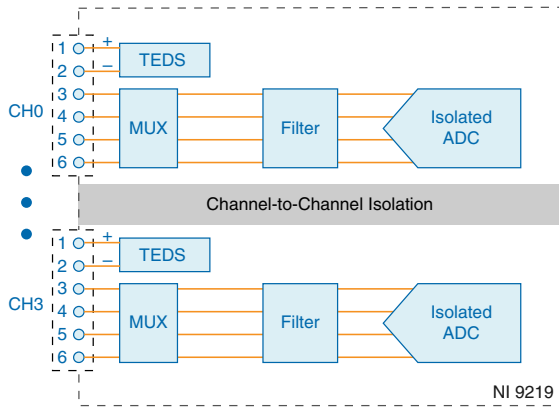 1 +
2 −
TEDS
3
4
5
6
CH0
MUX
Filter
Isolated
ADC
Channel-to-Channel Isolation
1 +
2 −
TEDS
3
4
5
6
CH3
MUX
Filter
Isolated
ADC
NI 9219